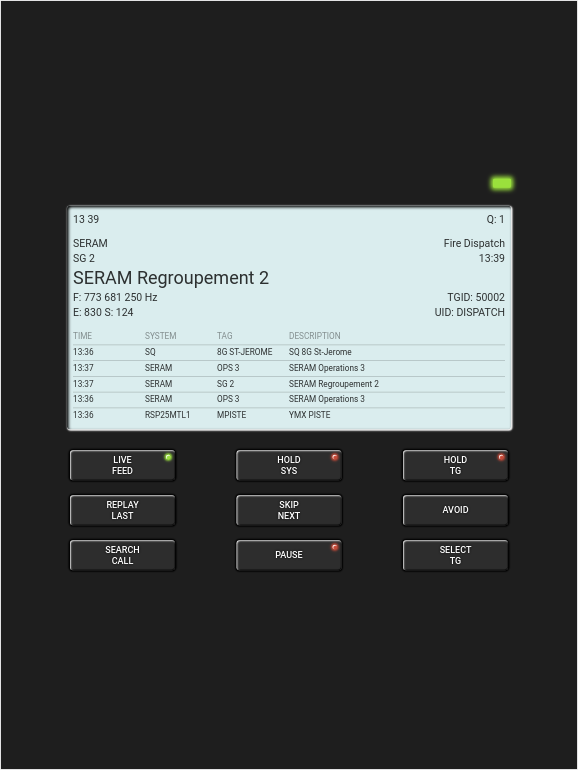 13 39 Q: 1
SERAM Fire Dispatch
SG 2 13:39
SERAM Regroupement 2
F: 773 681 250 Hz TGID: 50002
E: 830 S: 124 UID: DISPATCH
TIME SYSTEM TAG DESCRIPTION
13:36 SQ 8G ST-JEROME SQ 8G St-Jerome
13:37 SERAM OPS 3 SERAM Operations 3
13:37 SERAM SG 2 SERAM Regroupement 2
13:36 SERAM OPS 3 SERAM Operations 3
13:36 RSP25MTL1 MPISTE YMX PISTE
LIVE
FEED
HOLD
SYS
HOLD
TG
REPLAY
LAST
SKIP
NEXT
AVOID
SEARCH
CALL
PAUSE
SELECT
TG